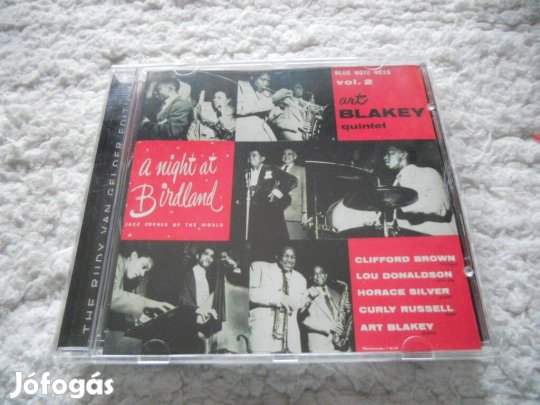 THE RUDY VAN GELDER EDITION
BLUE NOTE 5038
vol. 2
art
BLAKEY
quintet
a night at
Birdland
JAZZ CORNER OF THE WORLD
CLIFFORD BROWN
LOU DONALDSON
HORACE SILVER
CURLY RUSSELL
ART BLAKEY
Jófogás